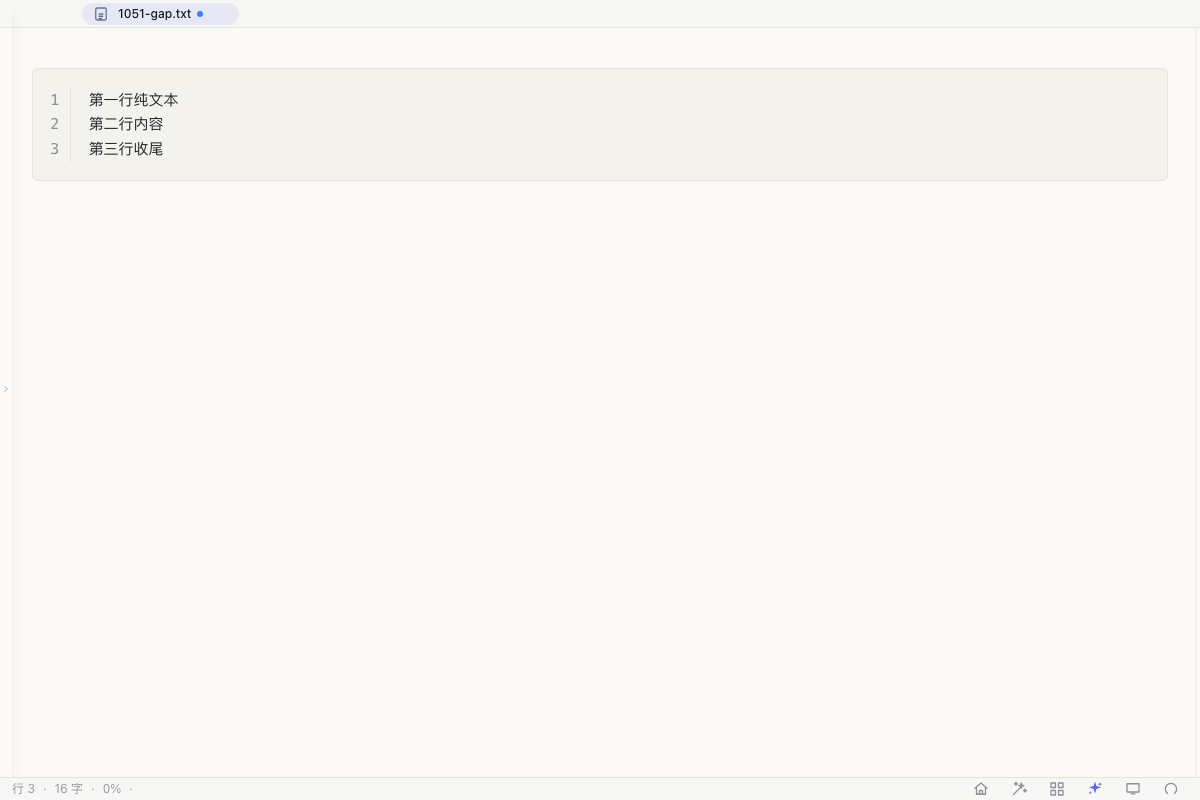 1051-gap.txt
1 第一行纯文本
2 第二行内容
3 第三行收尾
行 3 · 16 字 · 0% ·